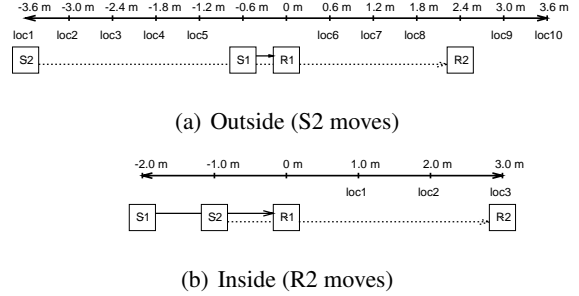 -3.6 m -3.0 m -2.4 m -1.8 m -1.2 m -0.6 m 0 m 0.6 m 1.2 m 1.8 m 2.4 m 3.0 m 3.6 m
loc1 loc2 loc3 loc4 loc5 loc6 loc7 loc8 loc9 loc10
S2 S1 R1 R2
(a) Outside (S2 moves)
-2.0 m -1.0 m 0 m 1.0 m 2.0 m 3.0 m
loc1 loc2 loc3
S1 S2 R1 R2
(b) Inside (R2 moves)